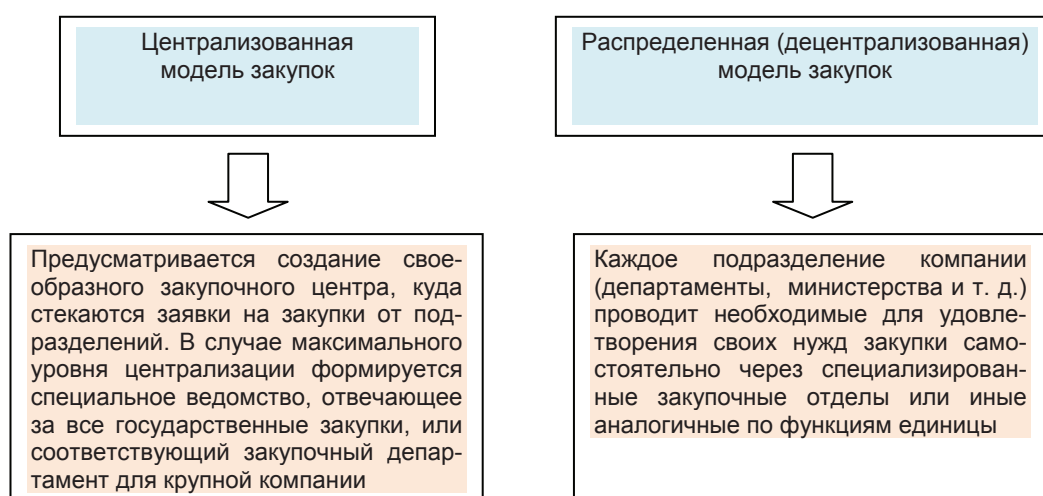 Централизованная
модель закупок
Распределенная (децентрализованная)
модель закупок
Предусматривается создание свое-
образного закупочного центра, куда
стекаются заявки на закупки от под-
разделений. В случае максимального
уровня централизации формируется
специальное ведомство, отвечающее
за все государственные закупки, или
соответствующий закупочный депар-
тамент для крупной компании
Каждое подразделение компании
(департаменты, министерства и т. д.)
проводит необходимые для удовле-
творения своих нужд закупки само-
стоятельно через специализирован-
ные закупочные отделы или иные
аналогичные по функциям единицы